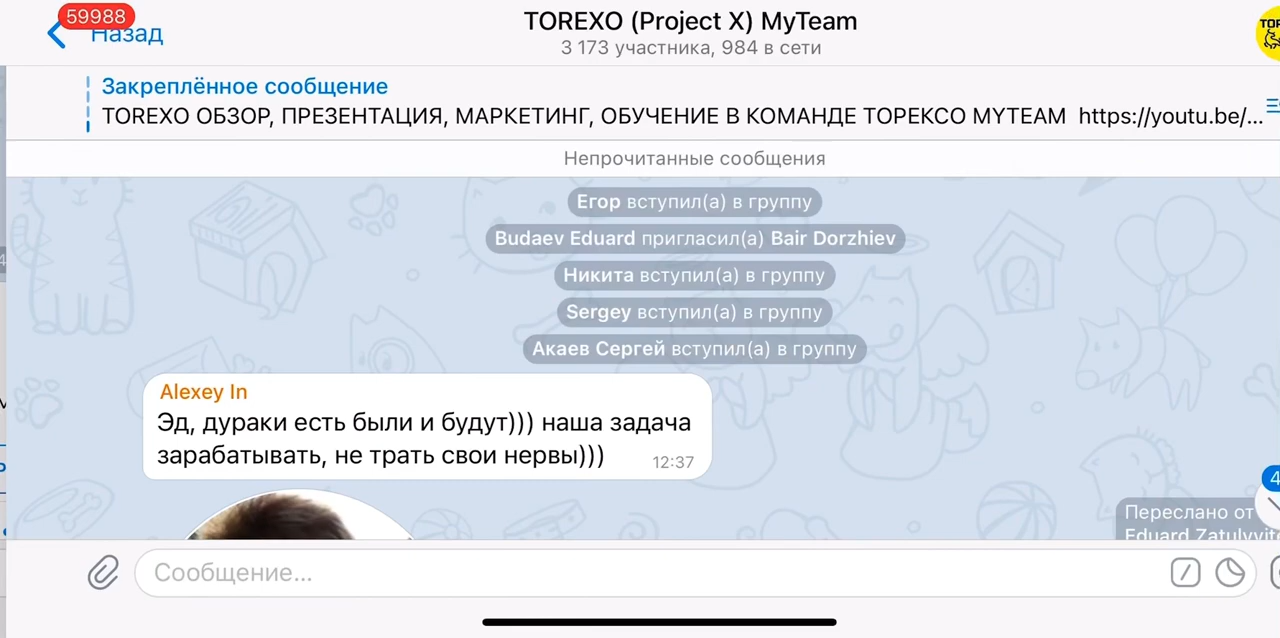 59988
Назад
TOREXO (Project X) MyTeam
3 173 участника, 984 в сети
Закреплённое сообщение
TOREXO ОБЗОР, ПРЕЗЕНТАЦИЯ, МАРКЕТИНГ, ОБУЧЕНИЕ В КОМАНДЕ ТОРЕКСО MYTEAM https://youtu.be/...
Непрочитанные сообщения
Егор вступил(а) в группу
Budaev Eduard пригласил(а) Bair Dorzhiev
Никита вступил(а) в группу
Sergey вступил(а) в группу
Акаев Сергей вступил(а) в группу
Alexey In
Эд, дураки есть были и будут))) наша задача
зарабатывать, не трать свои нервы)))
12:37
Переслано от
Eduard
Сообщение...